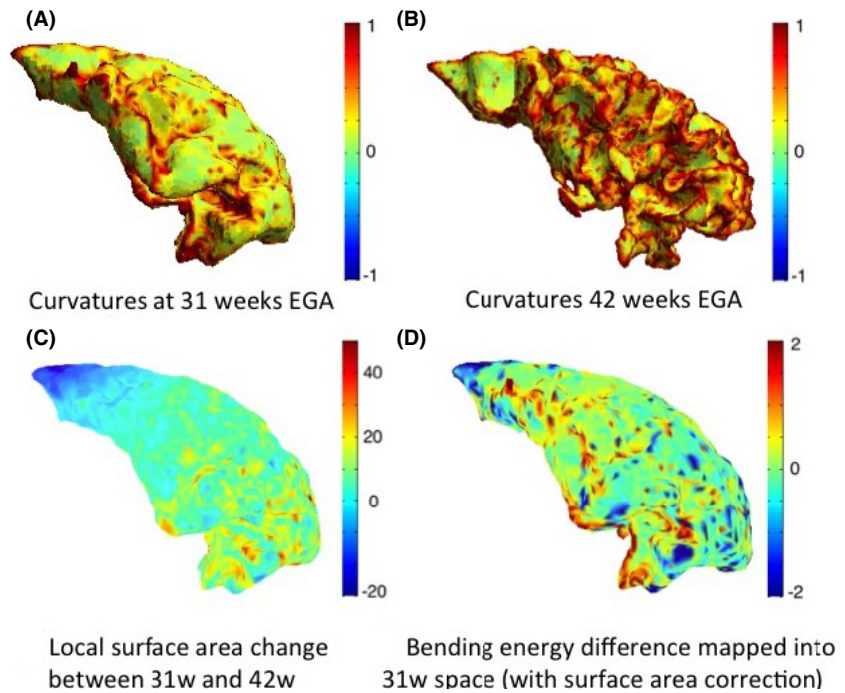 (A)
1
0
-1
Curvatures at 31 weeks EGA
(B)
1
0
-1
Curvatures 42 weeks EGA
(C)
40
20
0
-20
Local surface area change
between 31w and 42w
(D)
2
0
-2
Bending energy difference mapped into
31w space (with surface area correction)